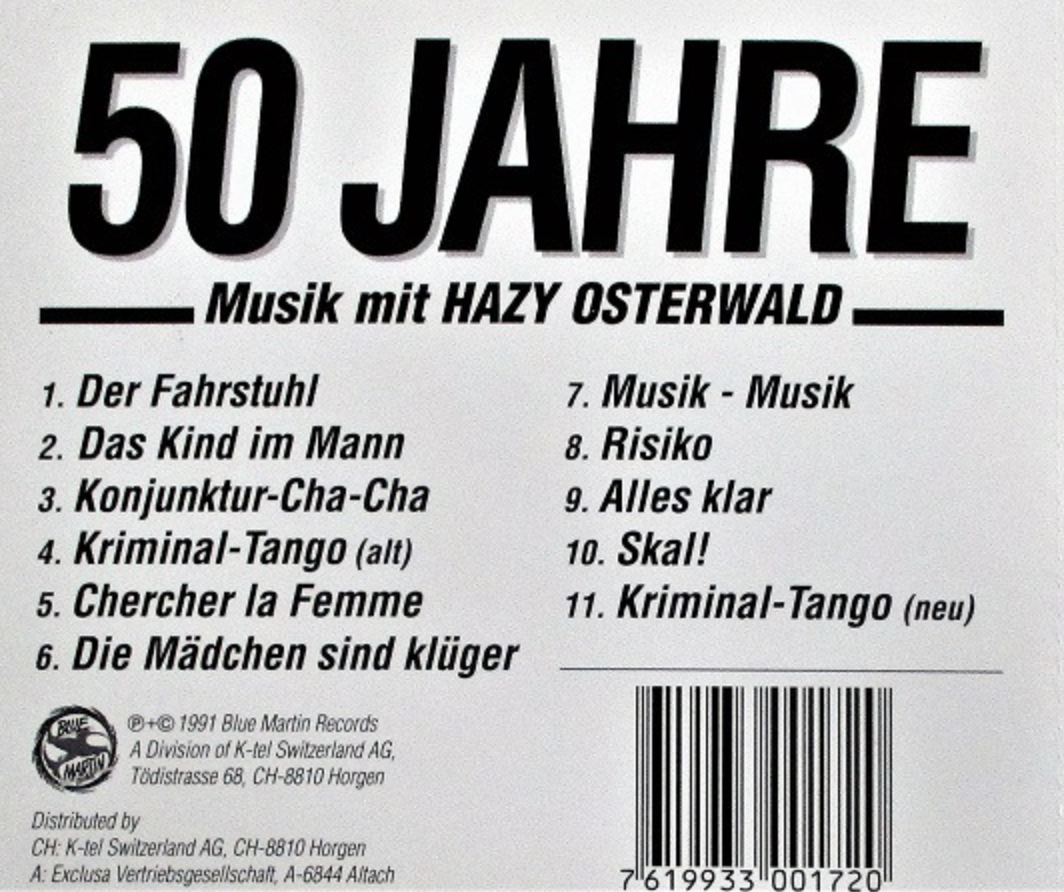 50 JAHRE
Musik mit HAZY OSTERWALD
1. Der Fahrstuhl
2. Das Kind im Mann
3. Konjunktur-Cha-Cha
4. Kriminal-Tango (alt)
5. Chercher la Femme
6. Die Mädchen sind klüger
7. Musik - Musik
8. Risiko
9. Alles klar
10. Skal!
11. Kriminal-Tango (neu)
BLUE
MARTIN
℗+© 1991 Blue Martin Records
A Division of K-tel Switzerland AG,
Tödistrasse 68, CH-8810 Horgen
Distributed by
CH: K-tel Switzerland AG, CH-8810 Horgen
A: Exclusa Vertriebsgesellschaft, A-6844 Altach
7 619933 001720